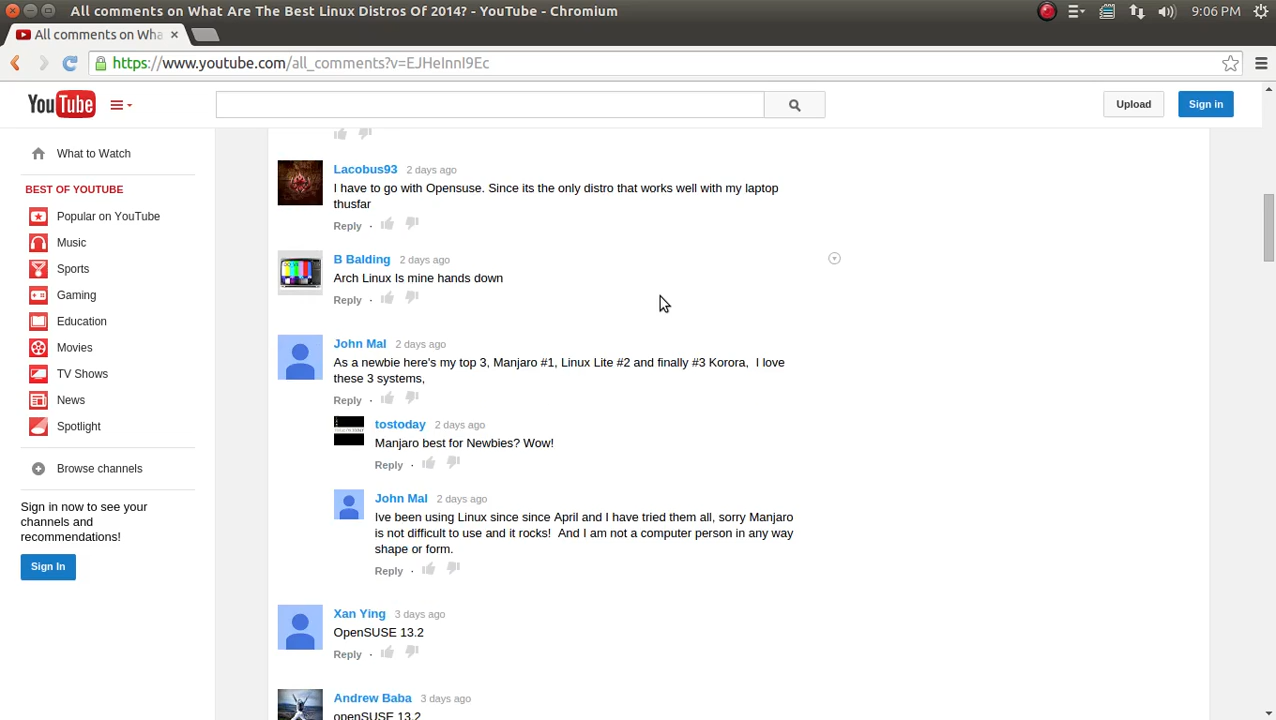 All comments on What Are The Best Linux Distros Of 2014? - YouTube - Chromium
9:06 PM
All comments on Wha
https://www.youtube.com/all_comments?v=EJHeInnI9Ec
YouTube
Upload
Sign in
What to Watch
BEST OF YOUTUBE
Popular on YouTube
Music
Sports
Gaming
Education
Movies
TV Shows
News
Spotlight
Browse channels
Sign in now to see your
channels and
recommendations!
Sign In
Lacobus93 2 days ago
I have to go with Opensuse. Since its the only distro that works well with my laptop
thusfar
Reply ·
B Balding 2 days ago
Arch Linux Is mine hands down
Reply ·
John Mal 2 days ago
As a newbie here's my top 3, Manjaro #1, Linux Lite #2 and finally #3 Korora,  I love
these 3 systems,
Reply ·
tostoday 2 days ago
Manjaro best for Newbies? Wow!
Reply ·
John Mal 2 days ago
Ive been using Linux since since April and I have tried them all, sorry Manjaro
is not difficult to use and it rocks!  And I am not a computer person in any way
shape or form.
Reply ·
Xan Ying 3 days ago
OpenSUSE 13.2
Reply ·
Andrew Baba 3 days ago
openSUSE 13.2